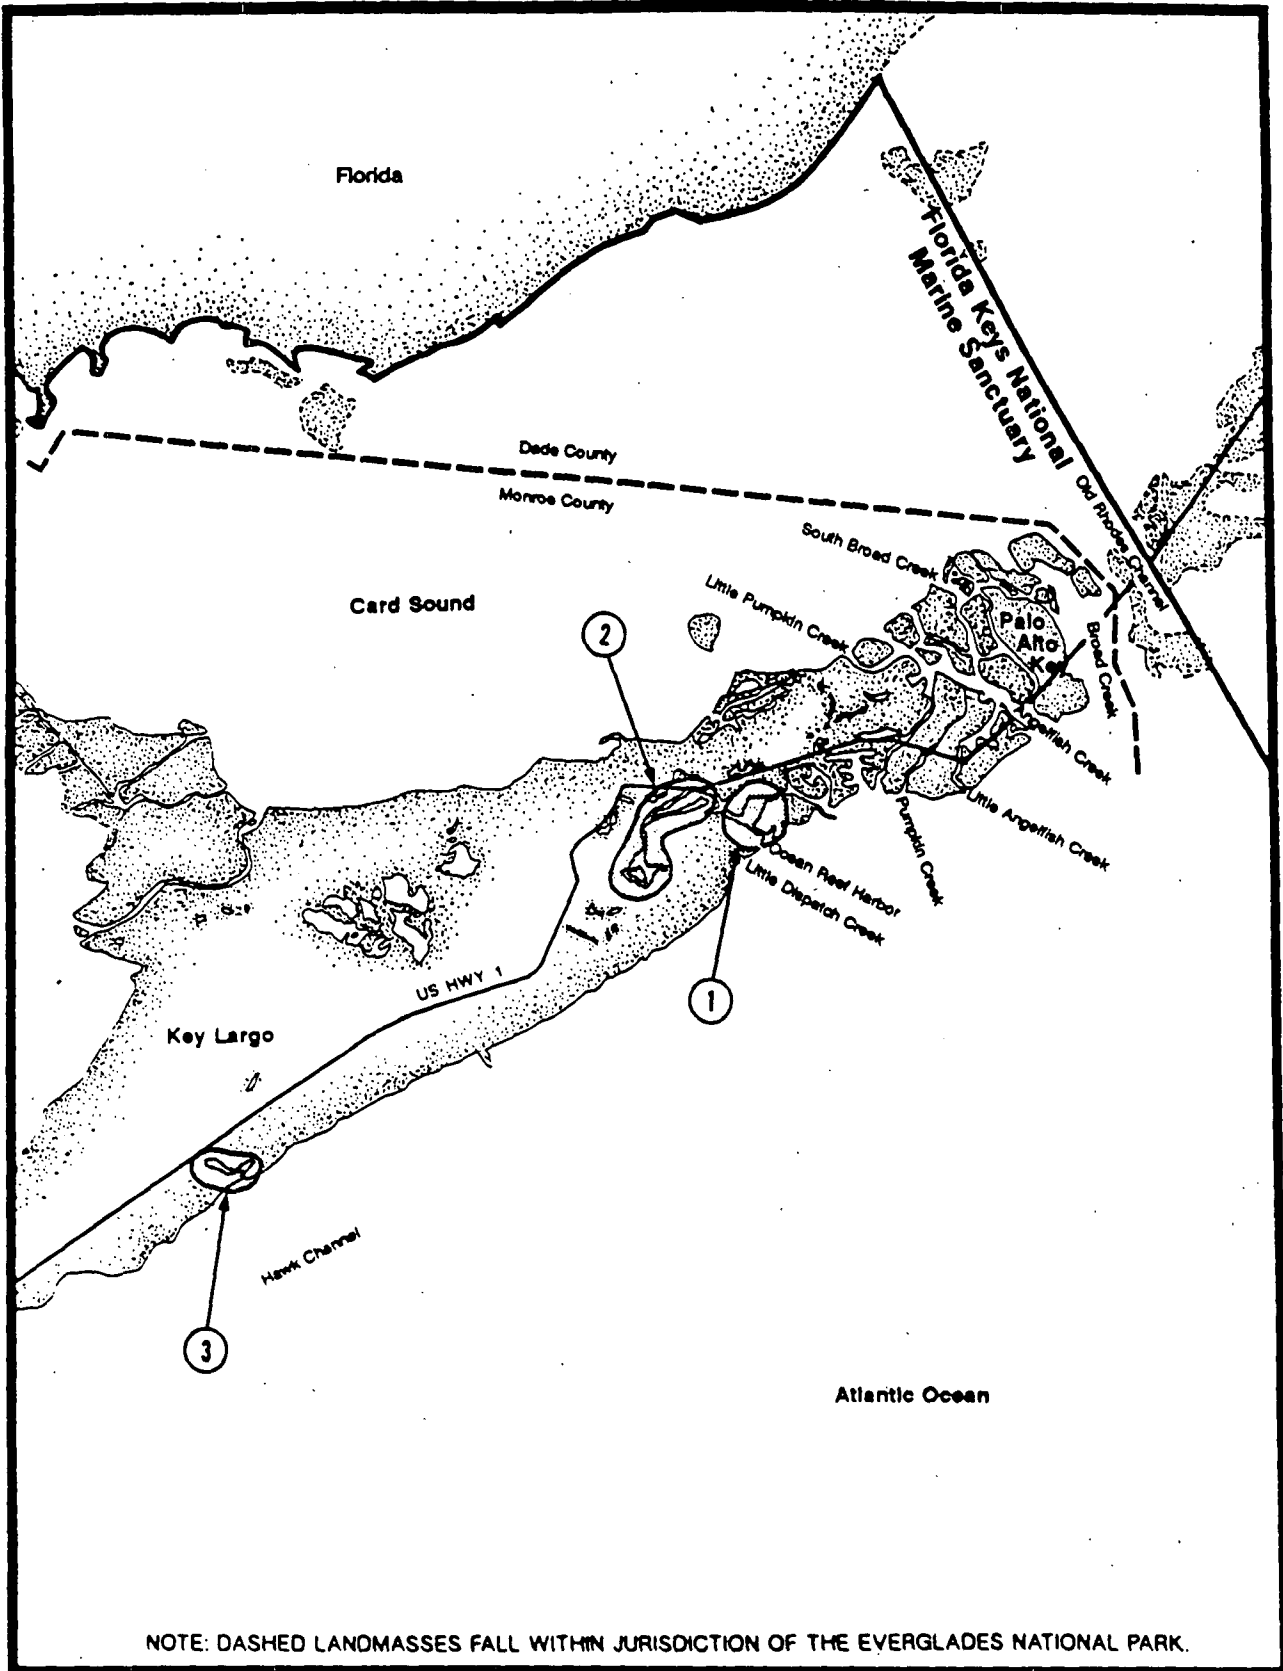 Florida
Florida Keys National
Marine Sanctuary
Dade County
Monroe County
Old Rhodes Channel
South Broad Creek
Little Pumpkin Creek
Card Sound
2
Palo
Alto
Key
Broad Creek
Angelfish Creek
Little Angelfish Creek
Pumpkin Creek
Ocean Reef Harbor
Little Dispatch Creek
1
US HWY 1
Key Largo
3
Hawk Channel
Atlantic Ocean
NOTE: DASHED LANDMASSES FALL WITHIN JURISDICTION OF THE EVERGLADES NATIONAL PARK.